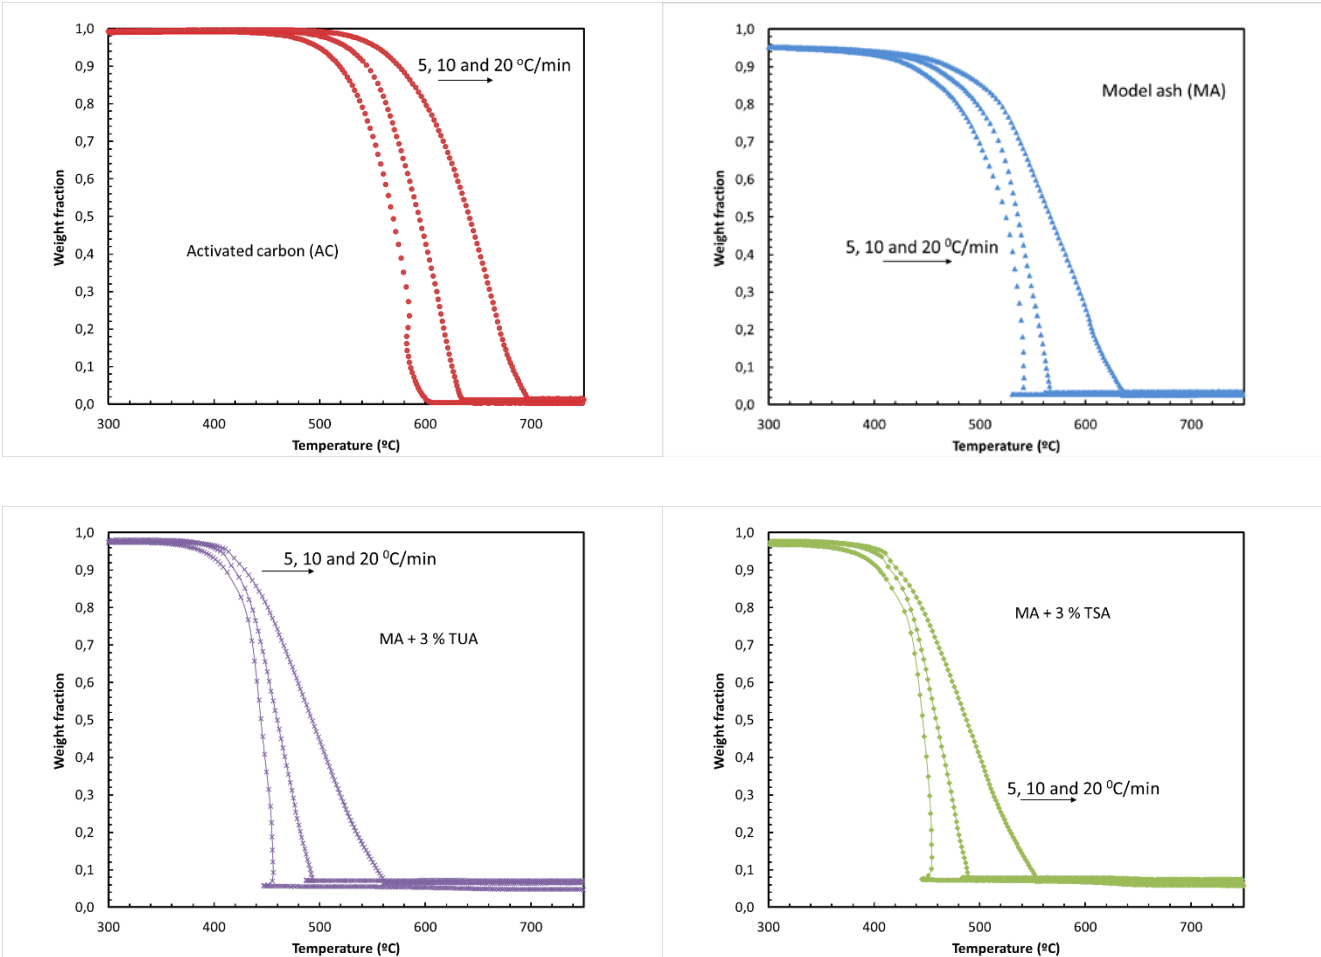 1,0
0,9
0,8
0,7
0,6
0,5
0,4
0,3
0,2
0,1
0,0
Weight fraction
5, 10 and 20 ºC/min
Activated carbon (AC)
300 400 500 600 700
Temperature (ºC)
1,0
0,9
0,8
0,7
0,6
0,5
0,4
0,3
0,2
0,1
0,0
Weight fraction
Model ash (MA)
5, 10 and 20 ⁰C/min
300 400 500 600 700
Temperature (ºC)
1,0
0,9
0,8
0,7
0,6
0,5
0,4
0,3
0,2
0,1
0,0
Weight fraction
5, 10 and 20 ⁰C/min
MA + 3 % TUA
300 400 500 600 700
Temperature (ºC)
1,0
0,9
0,8
0,7
0,6
0,5
0,4
0,3
0,2
0,1
0,0
Weight fraction
MA + 3 % TSA
5, 10 and 20 ⁰C/min
300 400 500 600 700
Temperature (ºC)